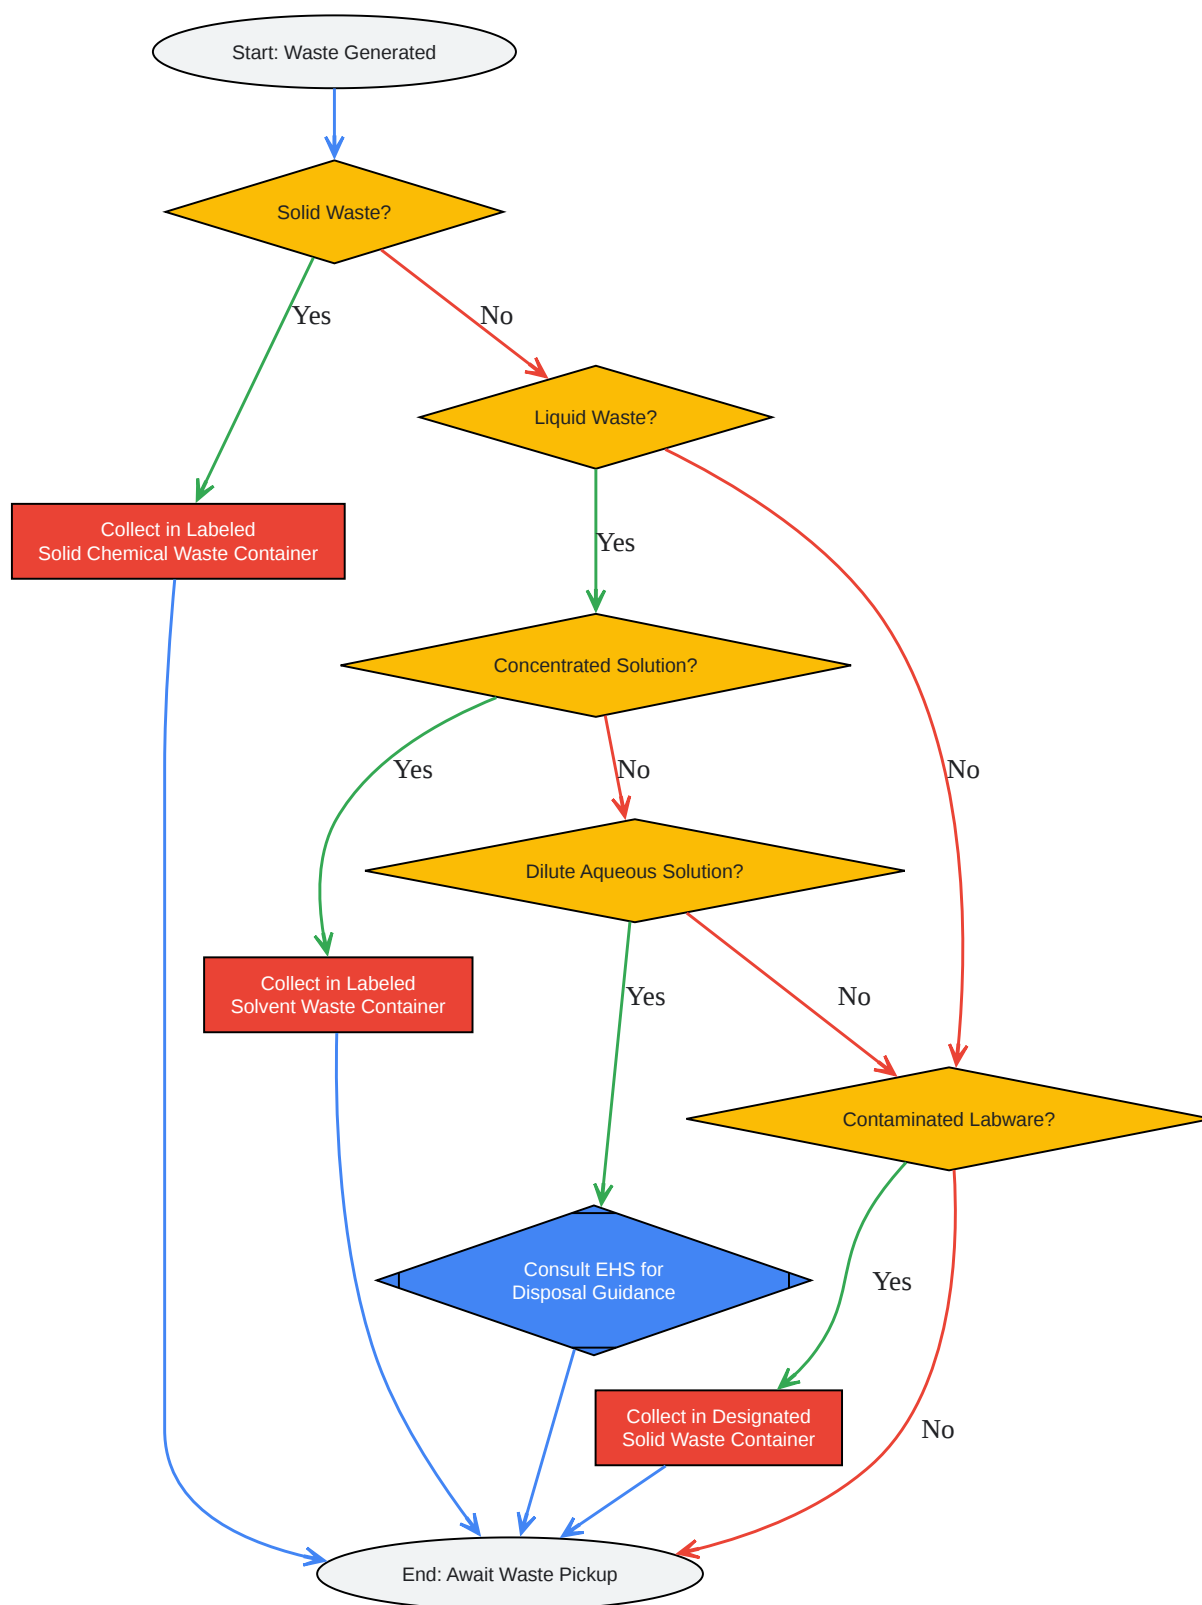 Start: Waste Generated
Solid Waste?
Yes
No
Liquid Waste?
Collect in Labeled
Solid Chemical Waste Container
Yes
Concentrated Solution?
Yes
No
No
Dilute Aqueous Solution?
Collect in Labeled
Solvent Waste Container
Yes
No
Contaminated Labware?
Consult EHS for
Disposal Guidance
Yes
Collect in Designated
Solid Waste Container
No
End: Await Waste Pickup